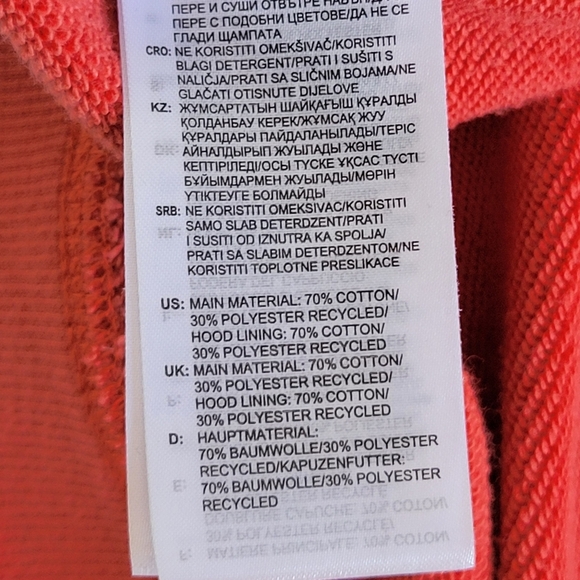 ПЕРЕ И СУШИ ОТВЪТРЕ
ПЕРЕ С ПОДОБНИ ЦВЕТОВЕ/ДА НЕ СЕ
ГЛАДИ ЩАМПАТА
CRO: NE KORISTITI OMEKŠIVAČ/KORISTITI
BLAGI DETERGENT/PRATI I SUŠITI S
NALIČJA/PRATI SA SLIČNIM BOJAMA/NE
GLAČATI OTISNUTE DIJELOVE
KZ: ЖҰМСАРТАТЫН ШАЙҚАҒЫШ ҚҰРАЛДЫ
ҚОЛДАНБАУ КЕРЕК/ЖҰМСАҚ ЖУУ
ҚҰРАЛДАРЫ ПАЙДАЛАНЫЛАДЫ/ТЕРІС
АЙНАЛДЫРЫП ЖУЫЛАДЫ ЖӘНЕ
КЕПТІРІЛЕДІ/ОСЫ ТҮСКЕ ҰҚСАС ТҮСТІ
БҰЙЫМДАРМЕН ЖУЫЛАДЫ/МӨРІН
ҮТІКТЕУГЕ БОЛМАЙДЫ
SRB: NE KORISTITI OMEKSIVAC/KORISTITI
SAMO SLAB DETERDZENT/PRATI
I SUSITI OD IZNUTRA KA SPOLJA/
PRATI SA SLABIM DETERDZENTOM/NE
KORISTITI TOPLOTNE PRESLIKACE
US: MAIN MATERIAL: 70% COTTON/
30% POLYESTER RECYCLED/
HOOD LINING: 70% COTTON/
30% POLYESTER RECYCLED
UK: MAIN MATERIAL: 70% COTTON/
30% POLYESTER RECYCLED/
HOOD LINING: 70% COTTON/
30% POLYESTER RECYCLED
D: HAUPTMATERIAL:
70% BAUMWOLLE/30% POLYESTER
RECYCLED/KAPUZENFUTTER:
70% BAUMWOLLE/30% POLYESTER
RECYCLED